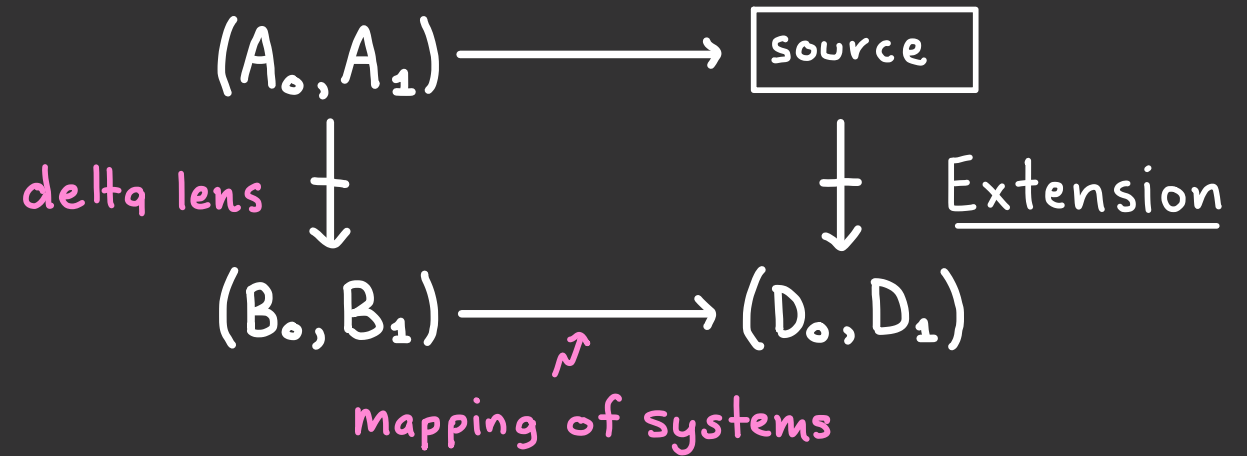 (A₀, A₁)
source
delta lens
Extension
(B₀, B₁)
(D₀, D₁)
mapping of systems